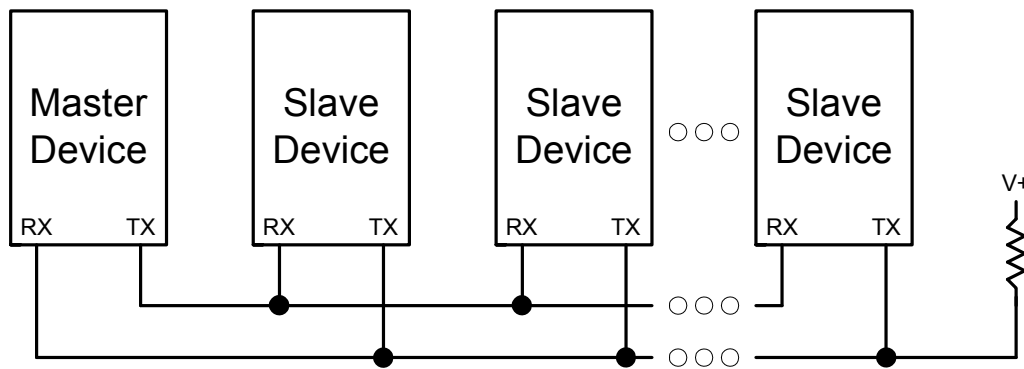 Master
Device
Slave
Device
Slave
Device
Slave
Device
RX TX
RX TX
RX TX
RX TX
V+